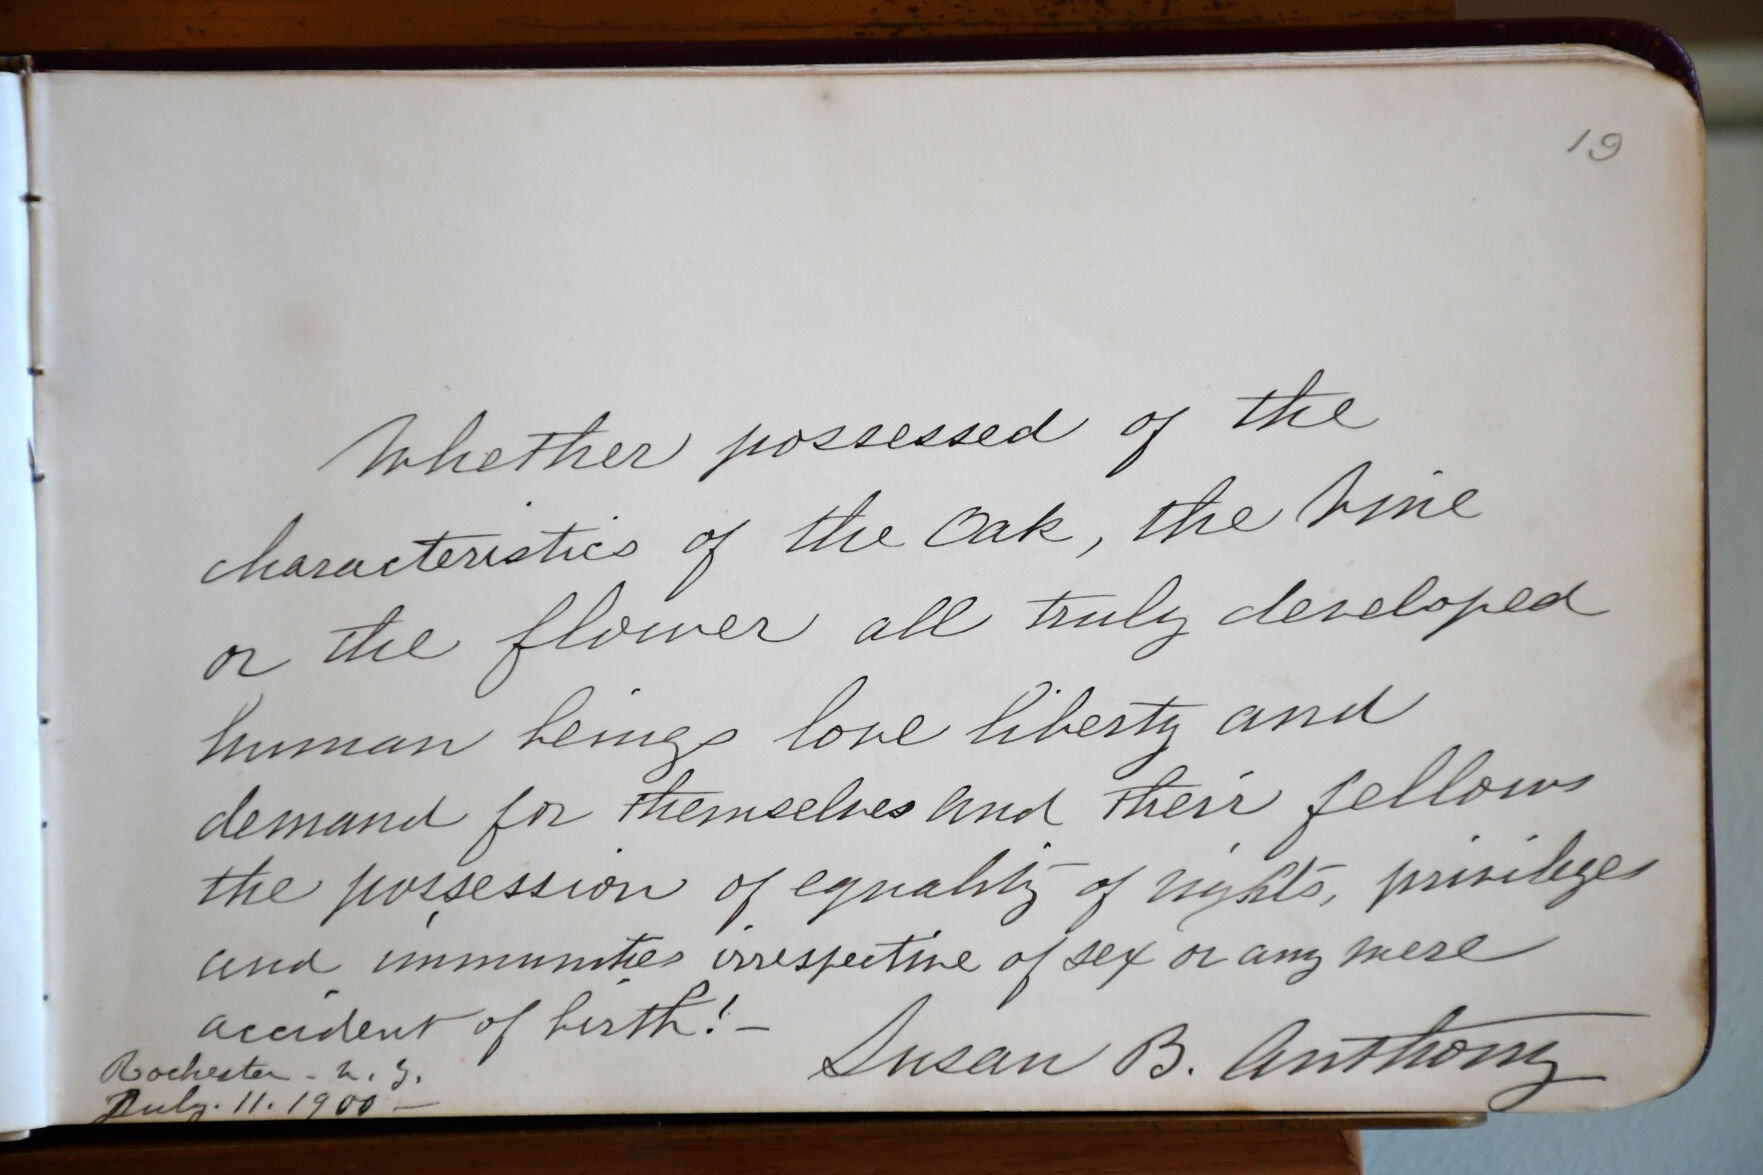 19
Whether possessed of the
characteristics of the Oak, the Vine
or the flower all truly developed
human beings love liberty and
demand for themselves and their fellows
the possession of equality of rights, privileges
and immunities irrespective of sex or any mere
accident of birth! —
Susan B. Anthony
Rochester - N. Y.
July. 11. 1900 —